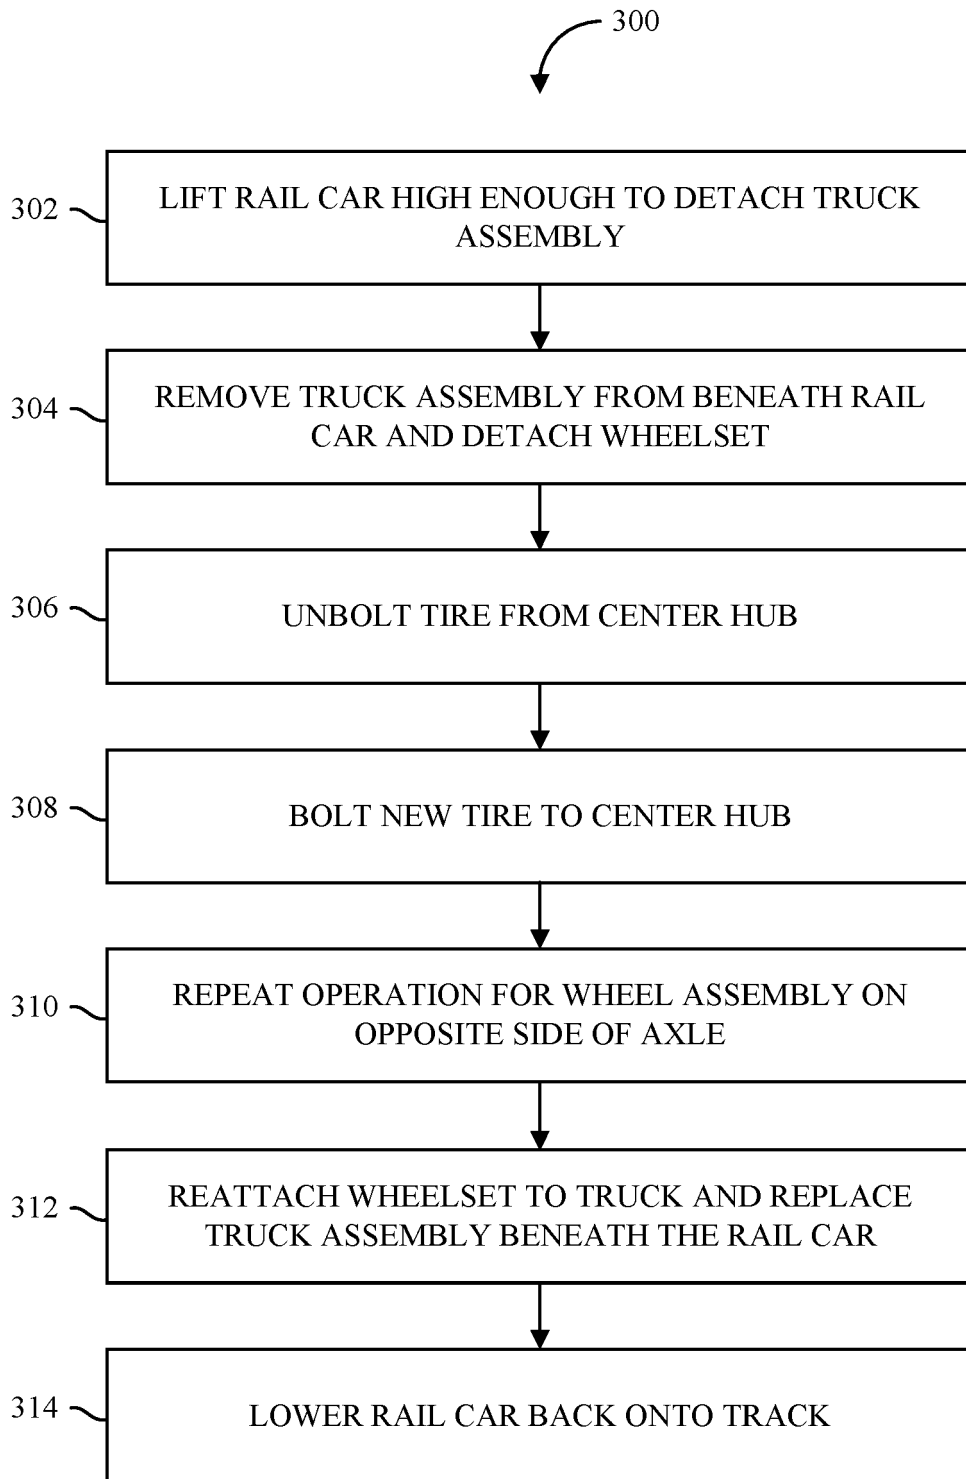 300
302
LIFT RAIL CAR HIGH ENOUGH TO DETACH TRUCK
ASSEMBLY
304
REMOVE TRUCK ASSEMBLY FROM BENEATH RAIL
CAR AND DETACH WHEELSET
306
UNBOLT TIRE FROM CENTER HUB
308
BOLT NEW TIRE TO CENTER HUB
310
REPEAT OPERATION FOR WHEEL ASSEMBLY ON
OPPOSITE SIDE OF AXLE
312
REATTACH WHEELSET TO TRUCK AND REPLACE
TRUCK ASSEMBLY BENEATH THE RAIL CAR
314
LOWER RAIL CAR BACK ONTO TRACK